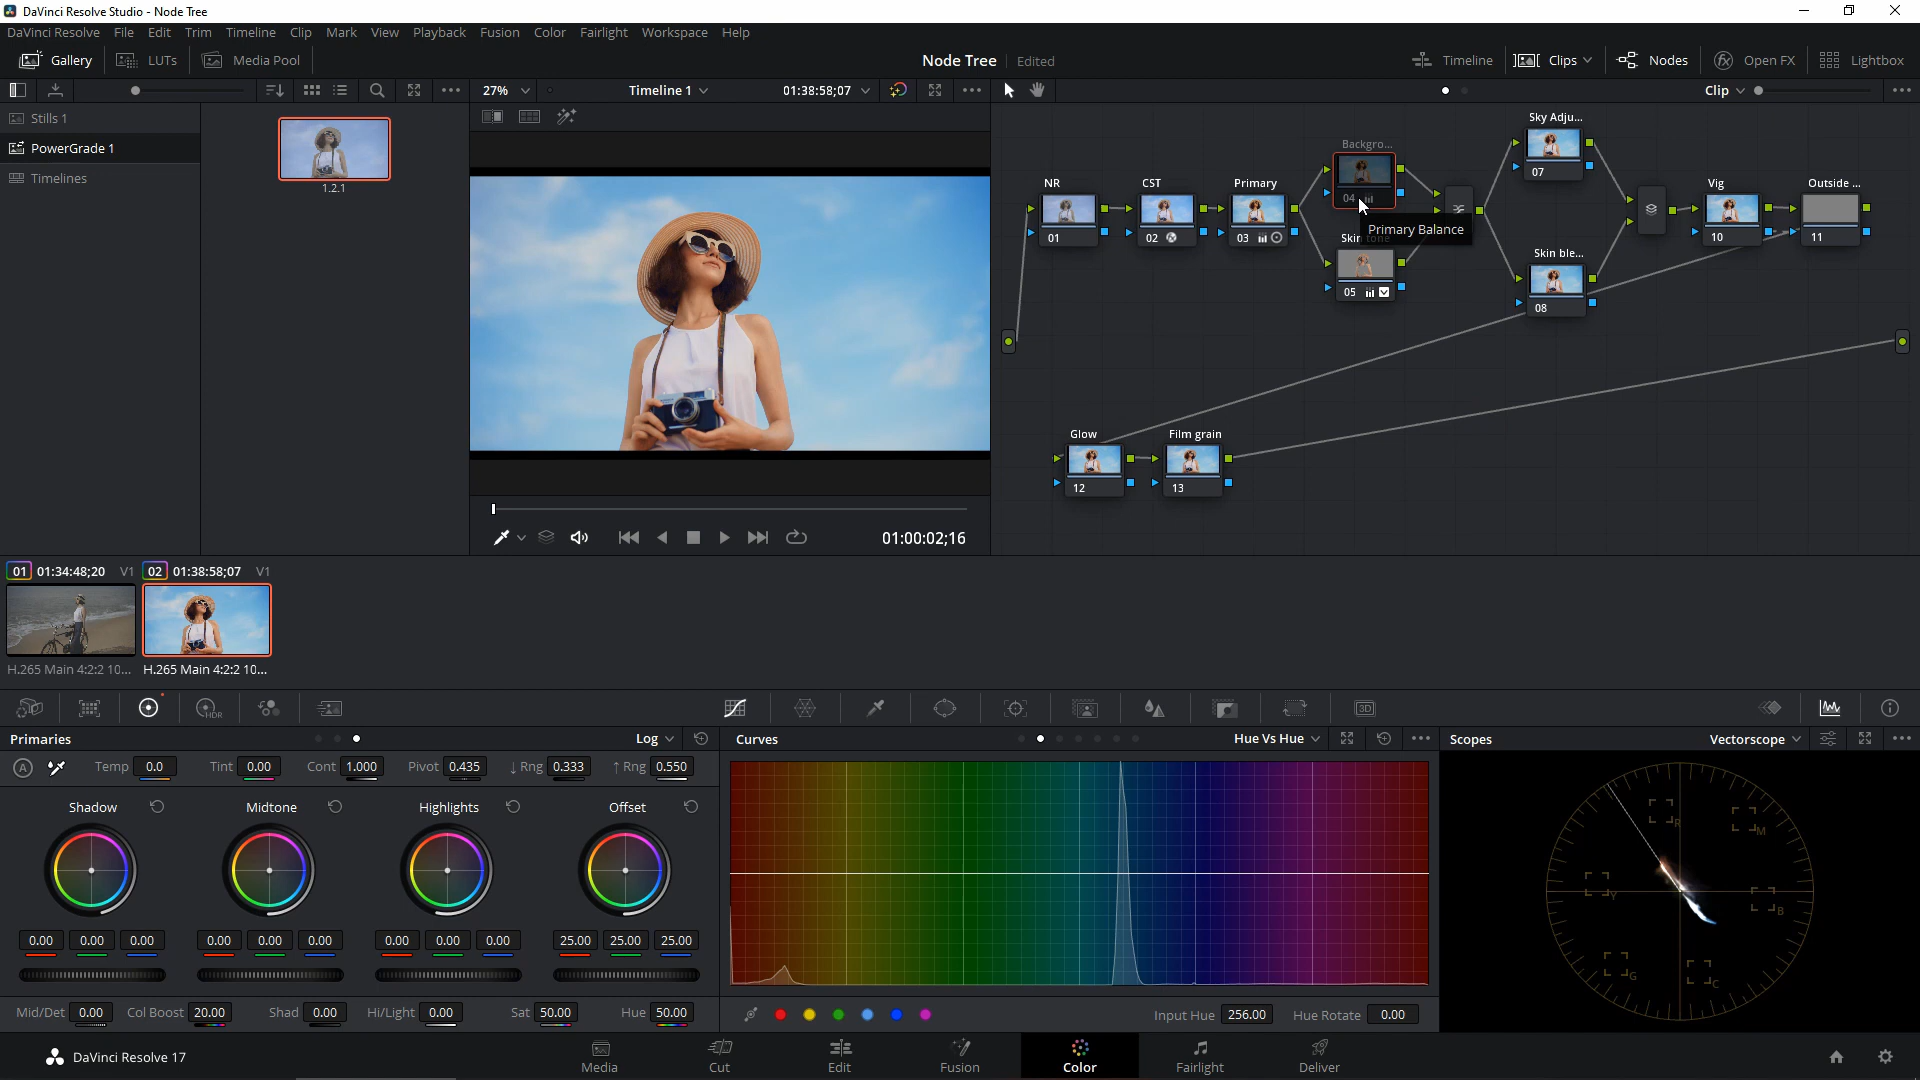 DaVinci Resolve Studio - Node Tree
DaVinci Resolve File Edit Trim Timeline Clip Mark View Playback Fusion Color Fairlight Workspace Help
Gallery LUTs Media Pool Node Tree Edited Timeline Clips Nodes Open FX Lightbox
27% Timeline 1 01:38:58;07 Clip
Stills 1
PowerGrade 1
Timelines
1.2.1
Sky Adju...
07
Backgro...
04
NR
01
CST
02
Primary
03
Primary Balance
Skin tone
05
Skin ble...
08
Vig
10
Outside ...
11
Glow
12
Film grain
13
01:00:02;16
01 01:34:48;20 V1 02 01:38:58;07 V1
H.265 Main 4:2:2 10... H.265 Main 4:2:2 10...
HDR
3D
Primaries Log
Curves Hue Vs Hue
Scopes Vectorscope
A Temp 0.0 Tint 0.00 Cont 1.000 Pivot 0.435 ↓ Rng 0.333 ↑ Rng 0.550
Shadow Midtone Highlights Offset
0.00 0.00 0.00 0.00 0.00 0.00 0.00 0.00 0.00 25.00 25.00 25.00
Mid/Det 0.00 Col Boost 20.00 Shad 0.00 Hi/Light 0.00 Sat 50.00 Hue 50.00
Input Hue 256.00 Hue Rotate 0.00
R
M
Y
B
G
C
DaVinci Resolve 17
Media Cut Edit Fusion Color Fairlight Deliver